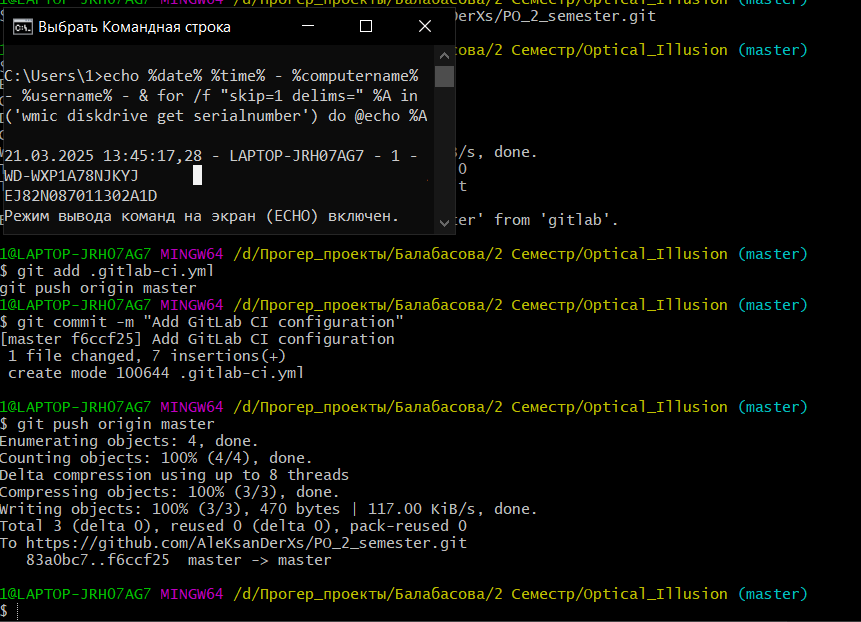 Выбрать Командная строка
C:\Users\1>echo %date% %time% - %computername%
- %username% - & for /f "skip=1 delims=" %A in
('wmic diskdrive get serialnumber') do @echo %A
21.03.2025 13:45:17,28 - LAPTOP-JRH07AG7 - 1 -
WD-WXP1A78NJKYJ
EJ82N087011302A1D
Режим вывода команд на экран (ECHO) включен.
DerXs/PO_2_semester.git
сова/2 Семестр/Optical_Illusion (master)
/s, done.
0
t
ter' from 'gitlab'.
1@LAPTOP-JRH07AG7 MINGW64 /d/Прогер_проекты/Балабасова/2 Семестр/Optical_Illusion (master)
$ git add .gitlab-ci.yml
git push origin master
1@LAPTOP-JRH07AG7 MINGW64 /d/Прогер_проекты/Балабасова/2 Семестр/Optical_Illusion (master)
$ git commit -m "Add GitLab CI configuration"
[master f6ccf25] Add GitLab CI configuration
1 file changed, 7 insertions(+)
create mode 100644 .gitlab-ci.yml
1@LAPTOP-JRH07AG7 MINGW64 /d/Прогер_проекты/Балабасова/2 Семестр/Optical_Illusion (master)
$ git push origin master
Enumerating objects: 4, done.
Counting objects: 100% (4/4), done.
Delta compression using up to 8 threads
Compressing objects: 100% (3/3), done.
Writing objects: 100% (3/3), 470 bytes | 117.00 KiB/s, done.
Total 3 (delta 0), reused 0 (delta 0), pack-reused 0
To https://github.com/AleKsanDerXs/PO_2_semester.git
83a0bc7..f6ccf25 master -> master
1@LAPTOP-JRH07AG7 MINGW64 /d/Прогер_проекты/Балабасова/2 Семестр/Optical_Illusion (master)
$